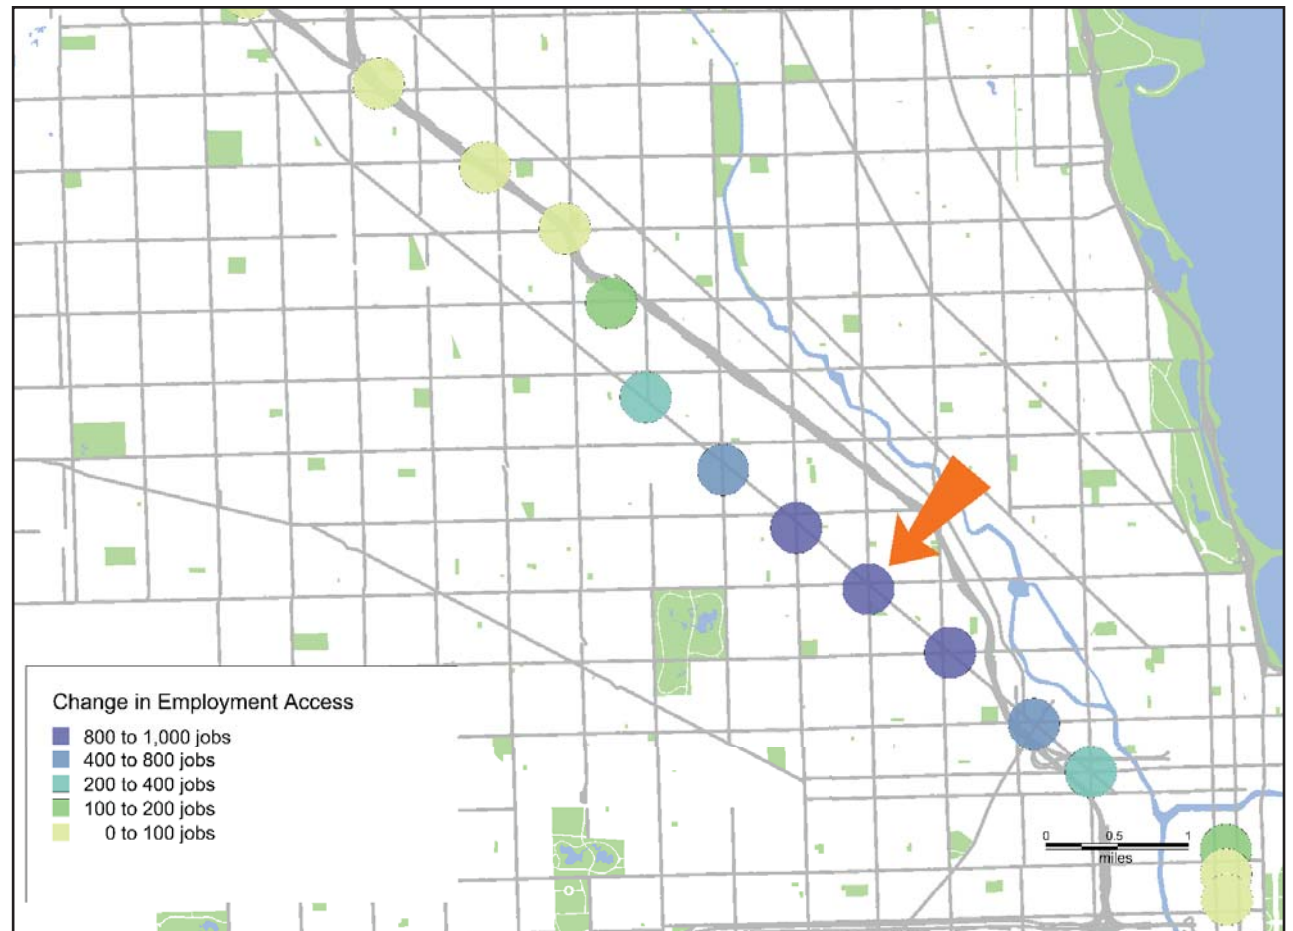 Change in Employment Access
800 to 1,000 jobs
400 to 800 jobs
200 to 400 jobs
100 to 200 jobs
0 to 100 jobs
0 0.5 1
miles